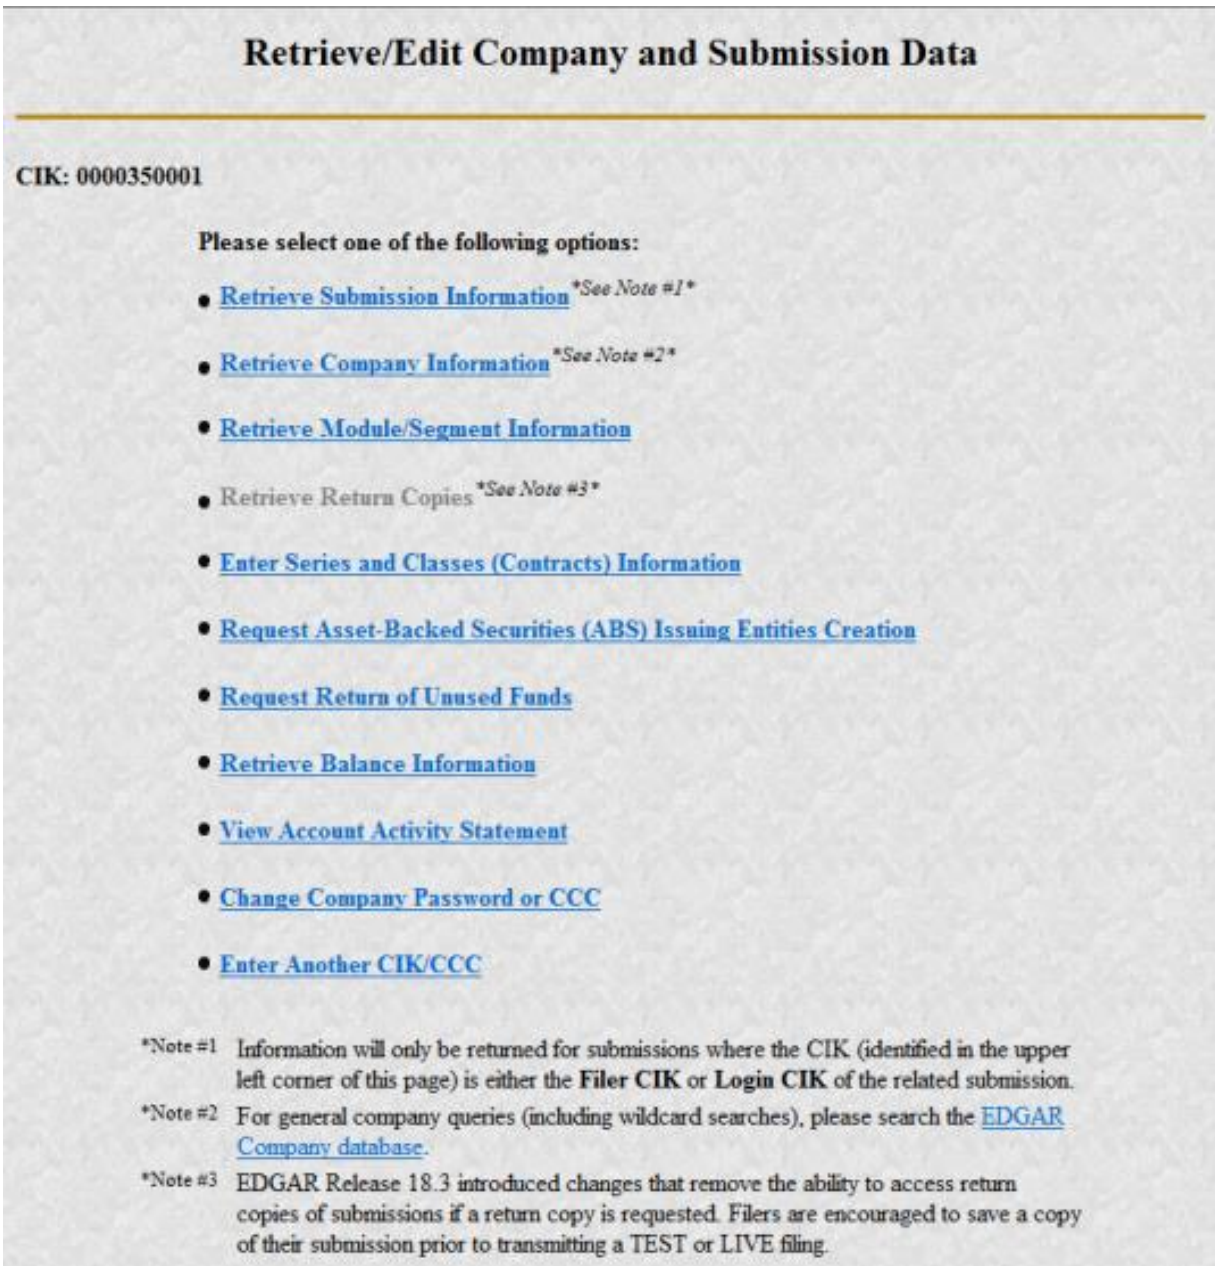 Retrieve/Edit Company and Submission Data
CIK: 0000350001
Please select one of the following options:
• Retrieve Submission Information *See Note #1*
• Retrieve Company Information *See Note #2*
• Retrieve Module/Segment Information
• Retrieve Return Copies *See Note #3*
• Enter Series and Classes (Contracts) Information
• Request Asset-Backed Securities (ABS) Issuing Entities Creation
• Request Return of Unused Funds
• Retrieve Balance Information
• View Account Activity Statement
• Change Company Password or CCC
• Enter Another CIK/CCC
*Note #1 Information will only be returned for submissions where the CIK (identified in the upper
left corner of this page) is either the Filer CIK or Login CIK of the related submission.
*Note #2 For general company queries (including wildcard searches), please search the EDGAR
Company database.
*Note #3 EDGAR Release 18.3 introduced changes that remove the ability to access return
copies of submissions if a return copy is requested. Filers are encouraged to save a copy
of their submission prior to transmitting a TEST or LIVE filing.